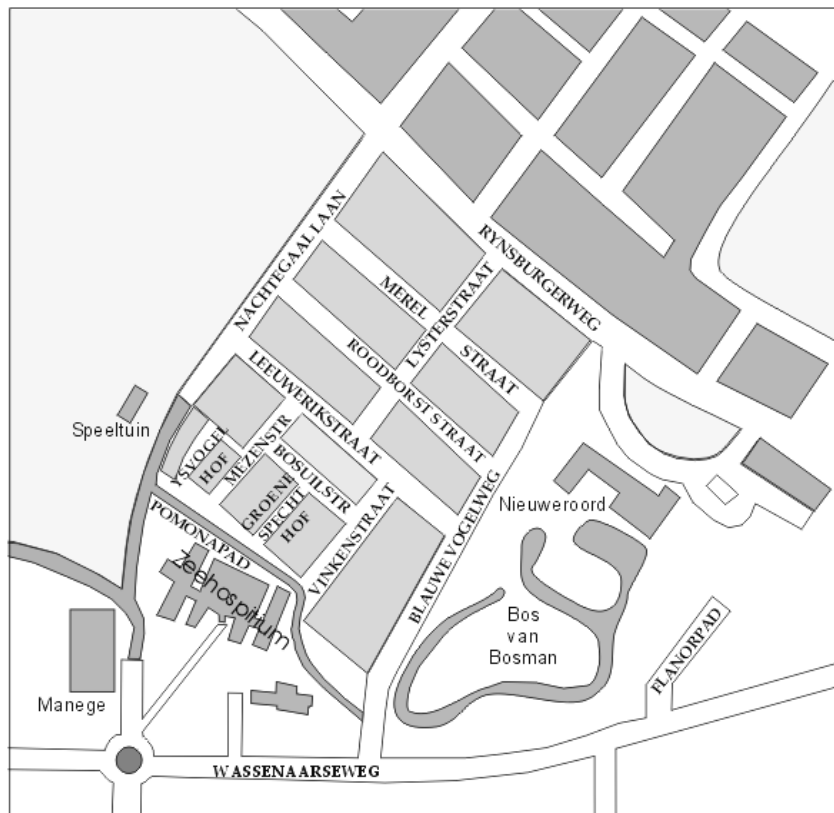 NACHTEGAAL LAAN
RYNSBURGERWEG
MEREL
STRAAT
LYSTERSTRAAT
ROODBORST STRAAT
LEEUWERIKSTRAAT
Speeltuin
YSVOGEL
HOF
MEZENSTR
BOSUILSTR
GROENE
SPECHT
HOF
VINKENSTRAAT
BLAUWE VOGELWEG
Nieuweroord
POMONAPAD
Zeehospitium
Bos
van
Bosman
FLANORPAD
Manege
WASSENAARSEWEG